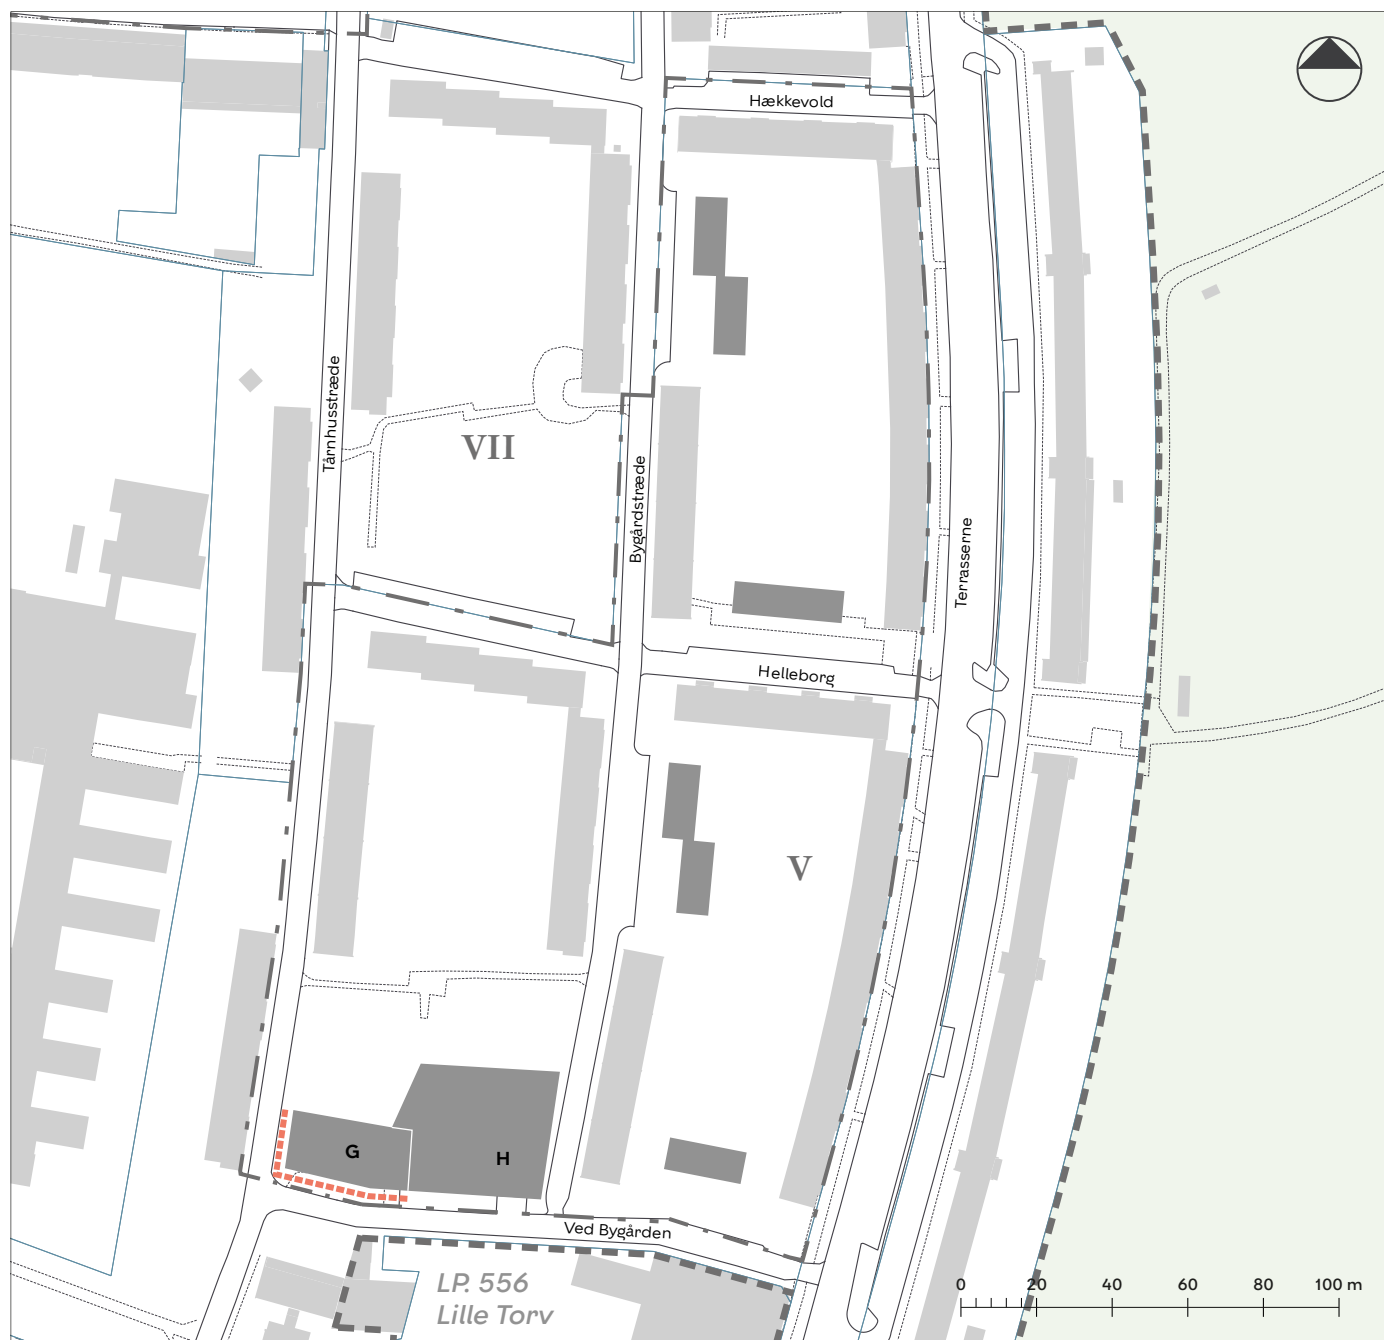 Hækkevold
Tårnhusstræde
VII
Bygårdstræde
Terrasserne
Helleborg
V
G
H
Ved Bygården
LP. 556
Lille Torv
0 20 40 60 80 100 m